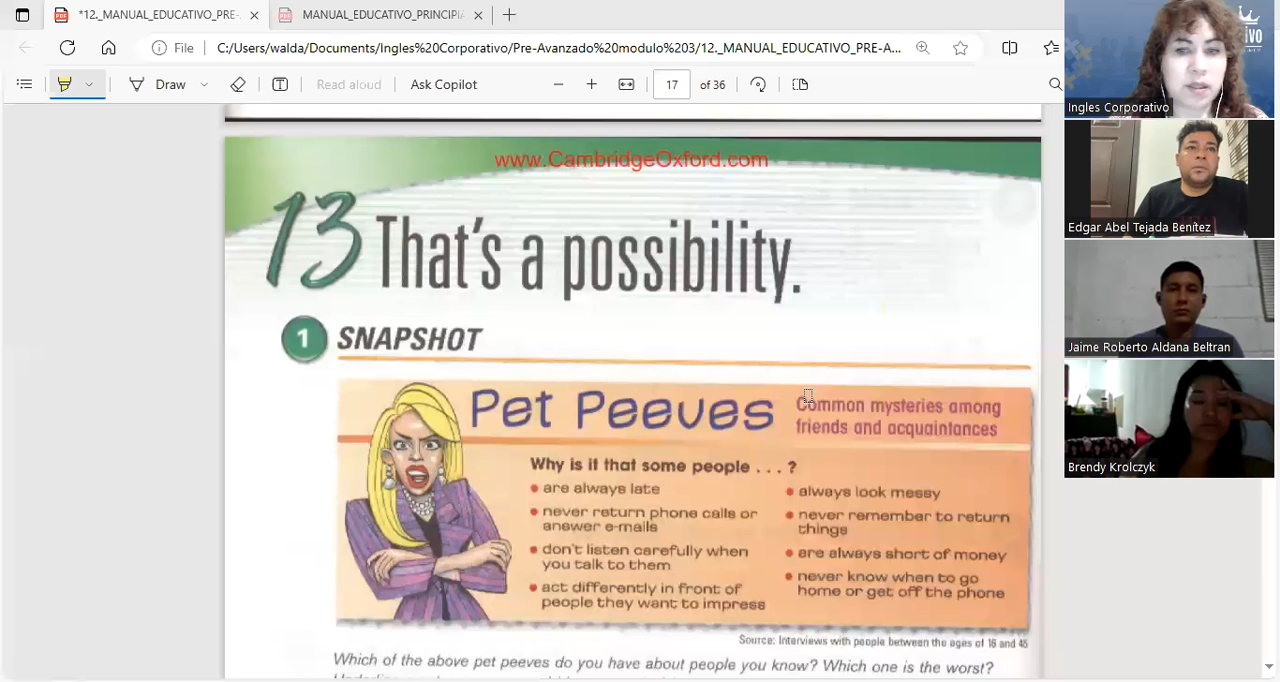 *12._MANUAL_EDUCATIVO_PRE-
MANUAL_EDUCATIVO_PRINCIPIA
File
C:/Users/walda/Documents/Ingles%20Corporativo/Pre-Avanzado%20modulo%203/12._MANUAL_EDUCATIVO_PRE-A...
Draw
Read aloud
Ask Copilot
17 of 36
www.CambridgeOxford.com
13 That's a possibility.
1 SNAPSHOT
Pet Peeves
Common mysteries among
friends and acquaintances
Why is it that some people . . . ?
• are always late
• never return phone calls or
answer e-mails
• don't listen carefully when
you talk to them
• act differently in front of
people they want to impress
• always look messy
• never remember to return
things
• are always short of money
• never know when to go
home or get off the phone
Source: Interviews with people between the ages of 16 and 45
Which of the above pet peeves do you have about people you know? Which one is the worst?
Ingles Corporativo
Edgar Abel Tejada Benítez
Jaime Roberto Aldana Beltran
Brendy Krolczyk